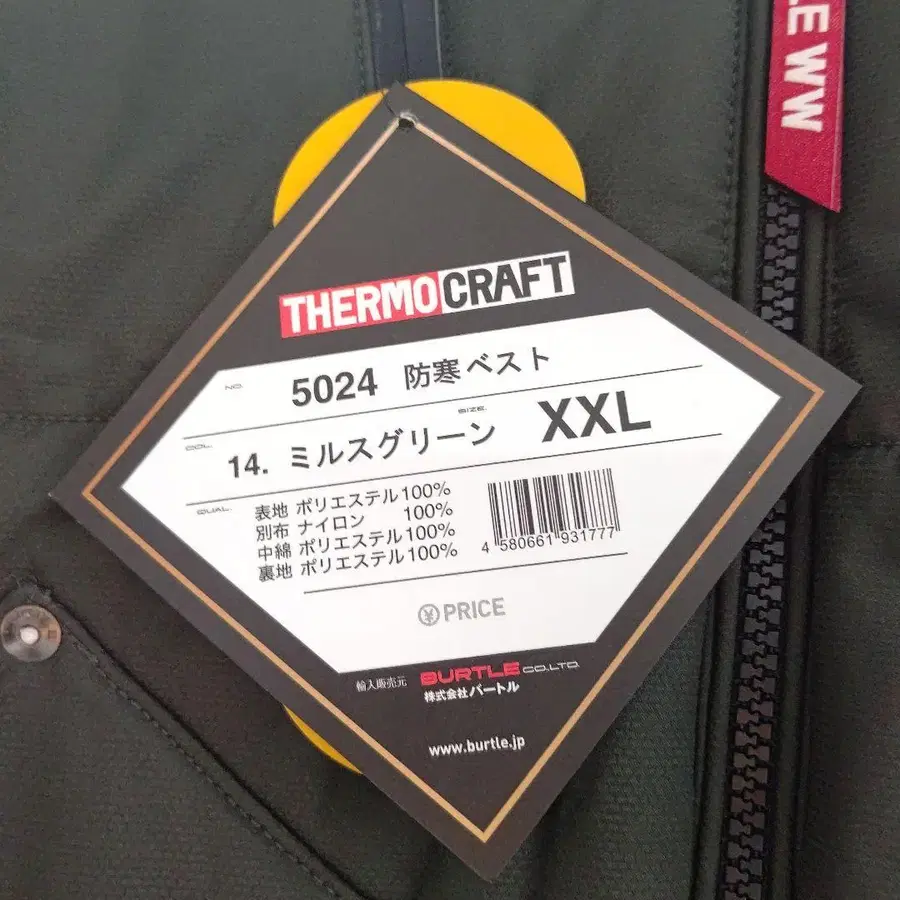 LE WW
THERMO CRAFT
NO. 5024 防寒ベスト
COL. 14. ミルスグリーン SIZE. XXL
QUAL. 表地 ポリエステル100%
別布 ナイロン 100%
中綿 ポリエステル100%
裏地 ポリエステル100%
4 580661 931777
¥ PRICE
輸入販売元 BURTLE CO.,LTD.
株式会社バートル
www.burtle.jp